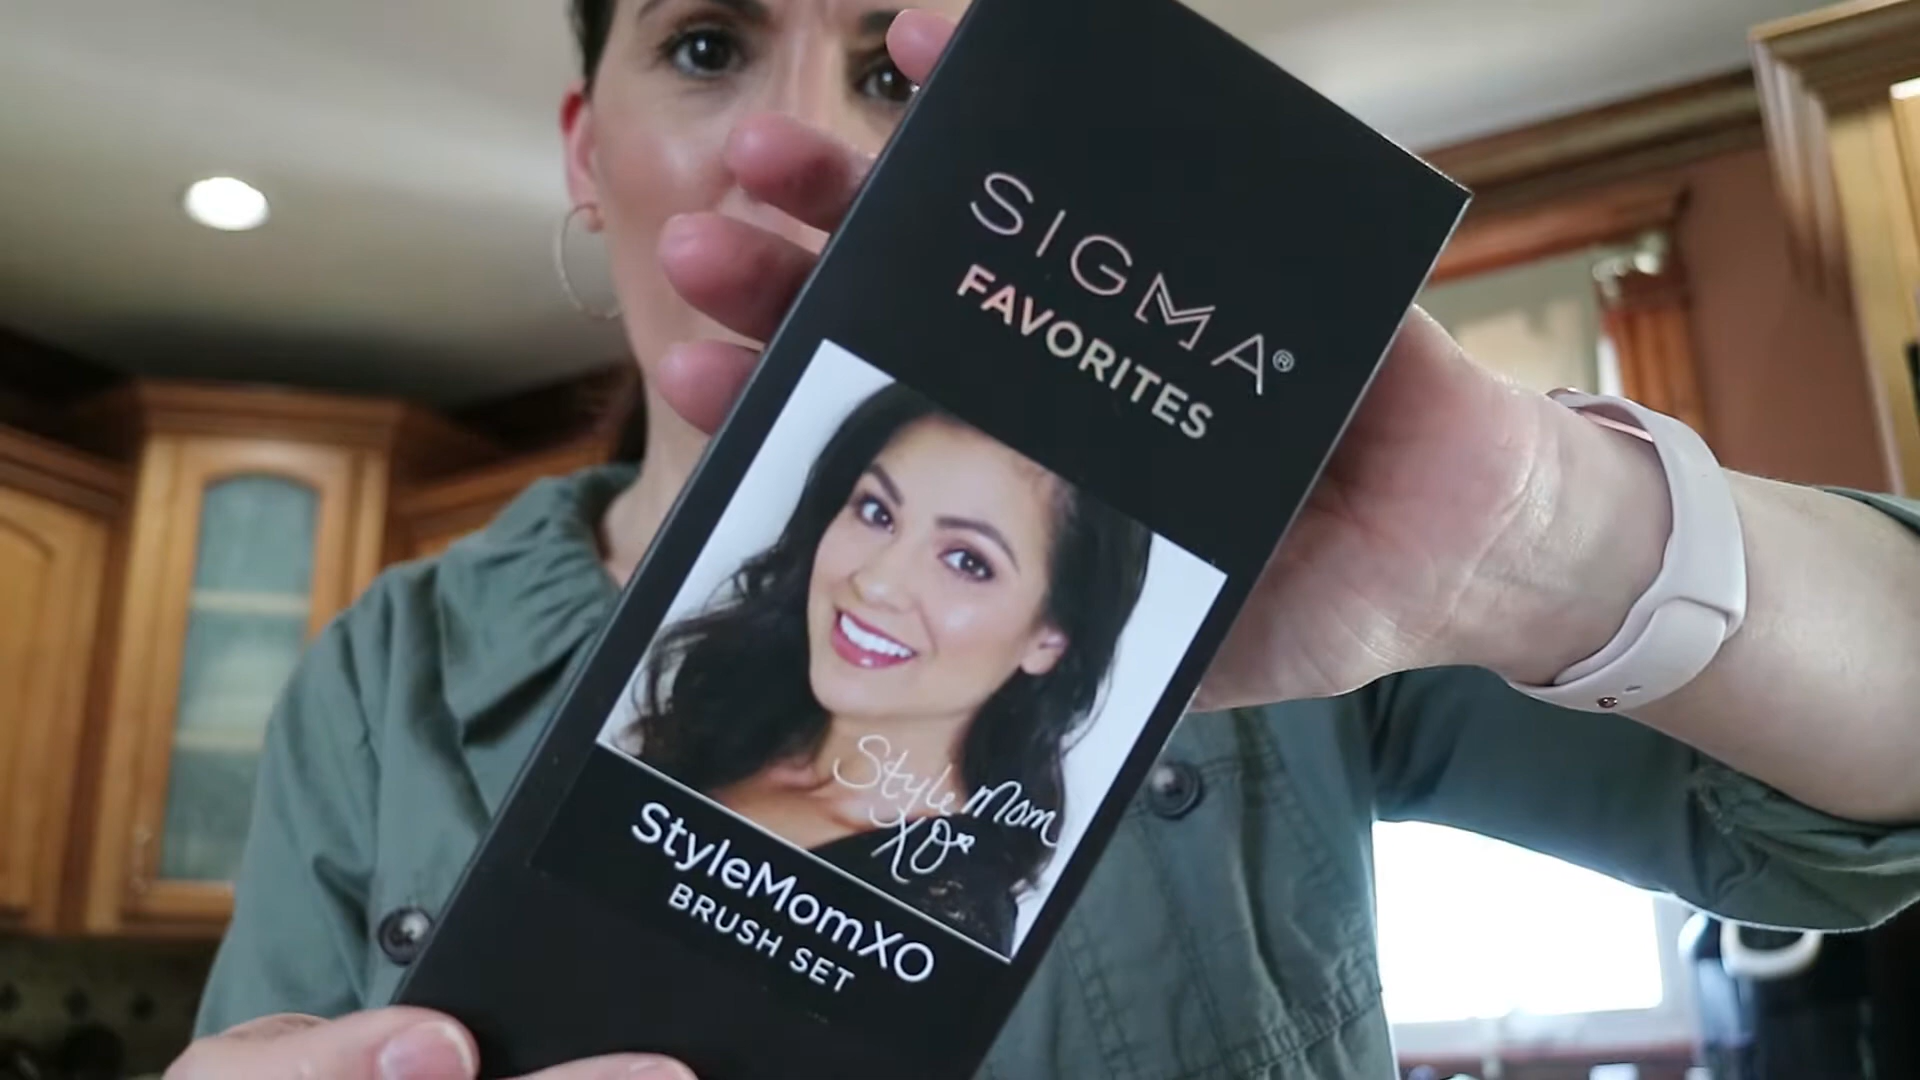 SIGMA®
FAVORITES
Style Mom
XO
StyleMomXO
BRUSH SET